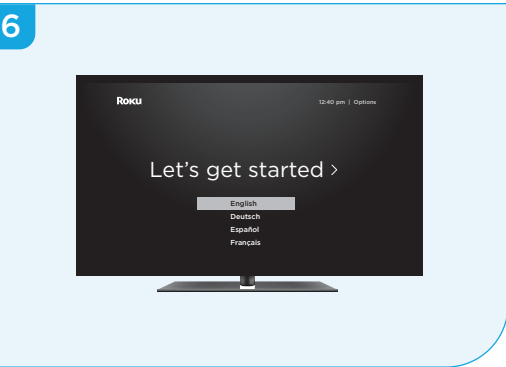 6
Roku
12:40 pm | Options
Let's get started >
English
Deutsch
Español
Français